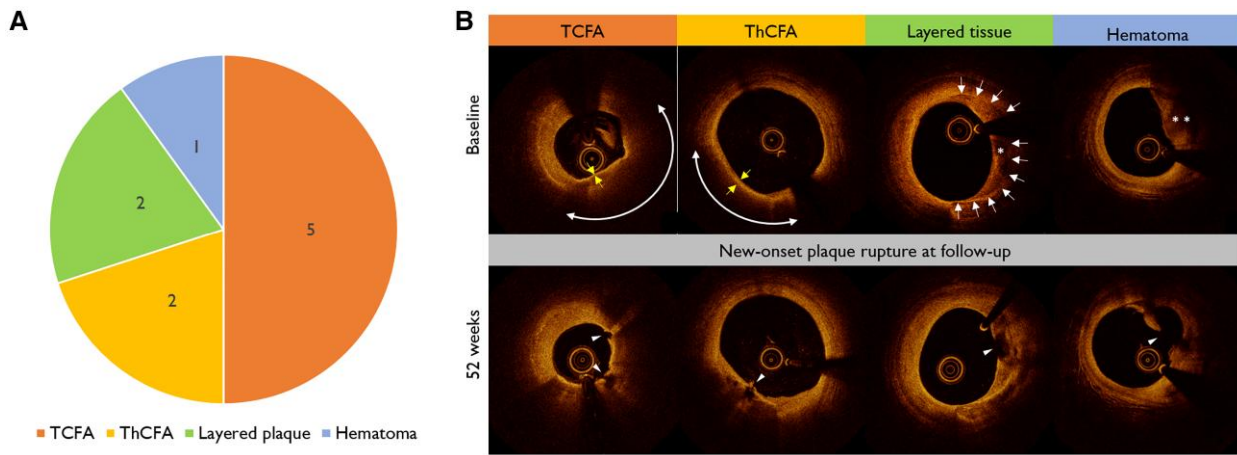 A
1
2
5
2
TCFA ThCFA Layered plaque Hematoma
B
TCFA ThCFA Layered tissue Hematoma
Baseline
*
* *
*
New-onset plaque rupture at follow-up
52 weeks